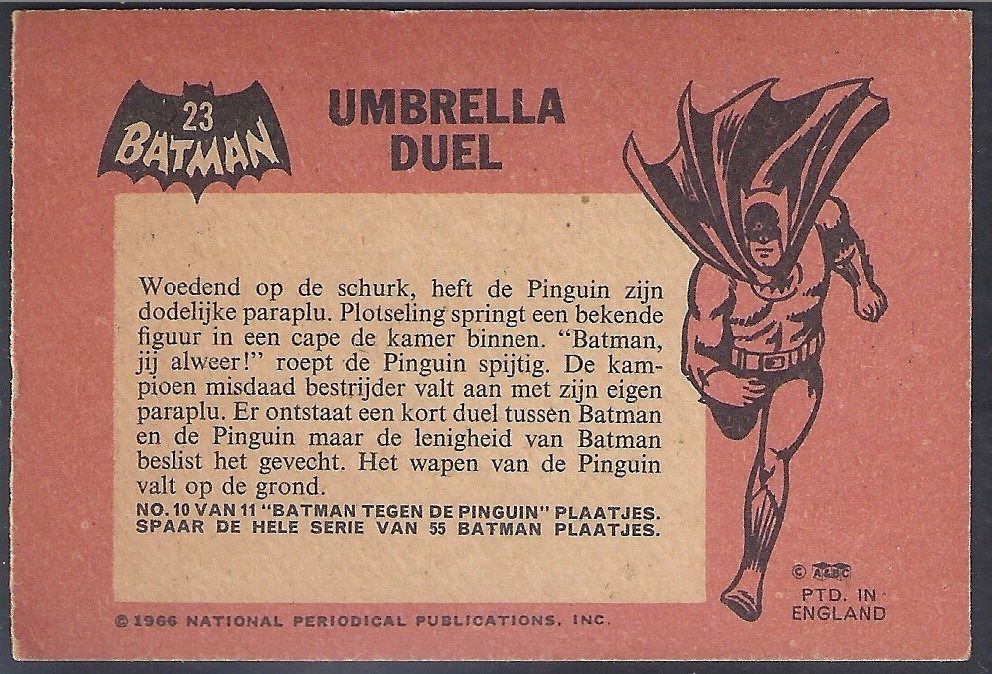 23
BATMAN
UMBRELLA
DUEL
Woedend op de schurk, heft de Pinguin zijn
dodelijke paraplu. Plotseling springt een bekende
figuur in een cape de kamer binnen. “Batman,
jij alweer!” roept de Pinguin spijtig. De kam-
pioen misdaad bestrijder valt aan met zijn eigen
paraplu. Er ontstaat een kort duel tussen Batman
en de Pinguin maar de lenigheid van Batman
beslist het gevecht. Het wapen van de Pinguin
valt op de grond.
NO. 10 VAN 11 “BATMAN TEGEN DE PINGUIN” PLAATJES.
SPAAR DE HELE SERIE VAN 55 BATMAN PLAATJES.
© A&BC
PTD. IN
ENGLAND
© 1966 NATIONAL PERIODICAL PUBLICATIONS, INC.